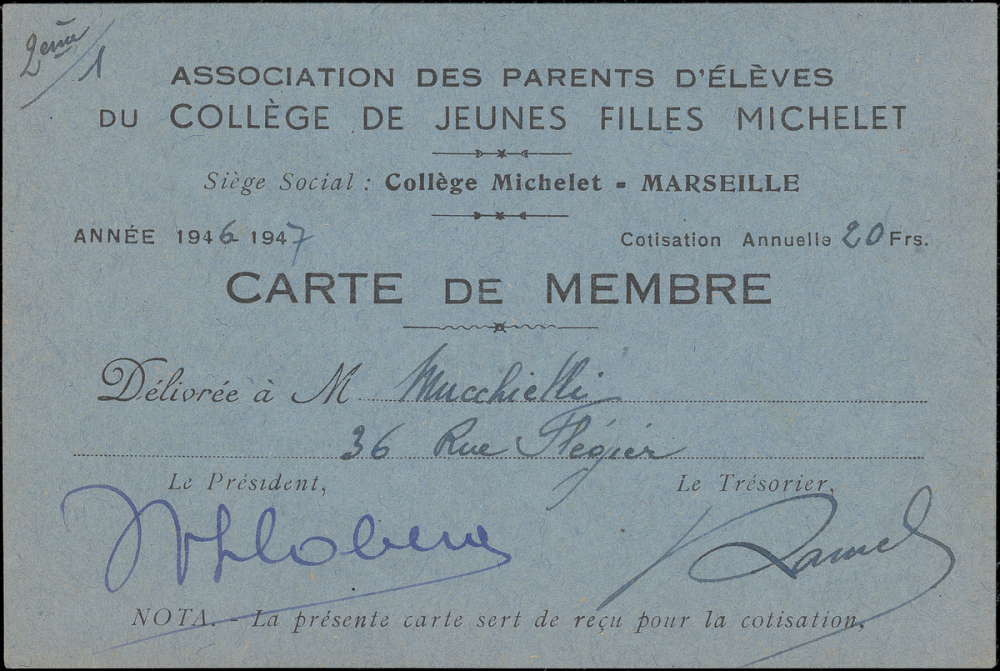 2ème/1
ASSOCIATION DES PARENTS D'ÉLÈVES
DU COLLÈGE DE JEUNES FILLES MICHELET
Siège Social : Collège Michelet - MARSEILLE
ANNÉE 1946-1947 Cotisation Annuelle 20 Frs.
CARTE DE MEMBRE
Délivrée à M Mucchielli
36 Rue Flégier
Le Président, Le Trésorier,
NOTA. - La présente carte sert de reçu pour la cotisation.